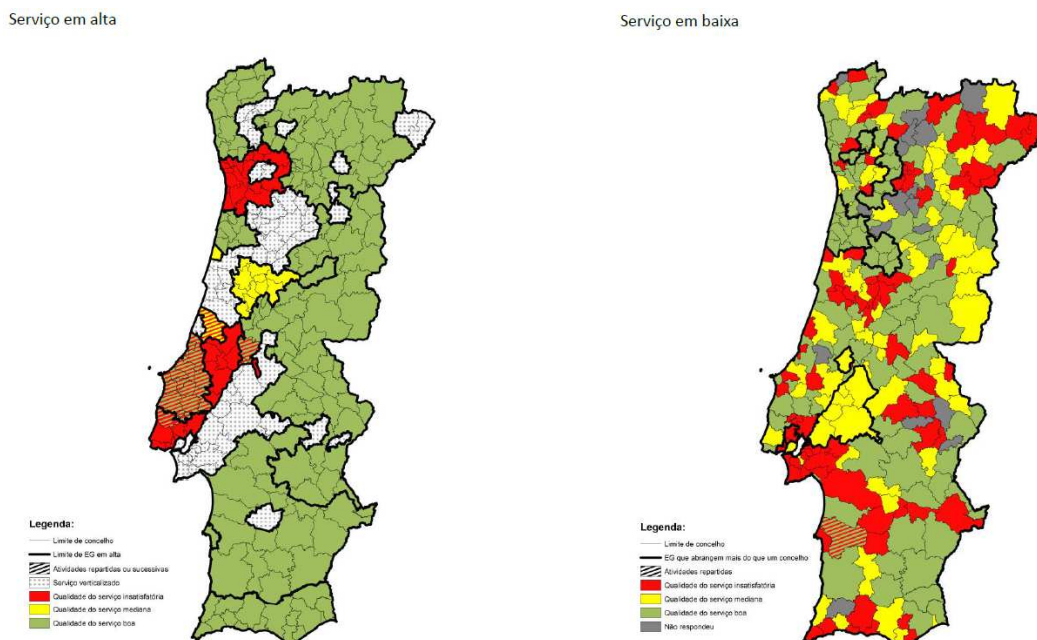 Serviço em alta
Serviço em baixa
Legenda:
Limite de concelho
Limite de EG em alta
Atividades repartidas ou sucessivas
Serviço verticalizado
Qualidade do serviço insatisfatória
Qualidade do serviço mediana
Qualidade do serviço boa
Legenda:
Limite de concelho
EG que abrangem mais do que um concelho
Atividades repartidas
Qualidade do serviço insatisfatória
Qualidade do serviço mediana
Qualidade do serviço boa
Não respondeu